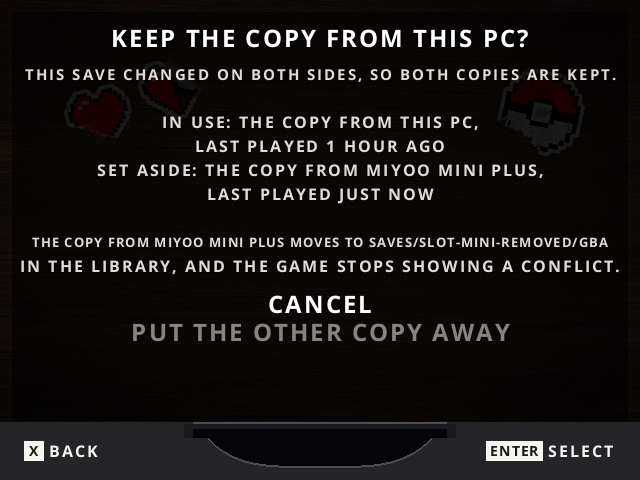 KEEP THE COPY FROM THIS PC?
THIS SAVE CHANGED ON BOTH SIDES, SO BOTH COPIES ARE KEPT.
IN USE: THE COPY FROM THIS PC,
LAST PLAYED 1 HOUR AGO
SET ASIDE: THE COPY FROM MIYOO MINI PLUS,
LAST PLAYED JUST NOW
THE COPY FROM MIYOO MINI PLUS MOVES TO SAVES/SLOT-MINI-REMOVED/GBA
IN THE LIBRARY, AND THE GAME STOPS SHOWING A CONFLICT.
CANCEL
PUT THE OTHER COPY AWAY
X BACK
ENTER SELECT